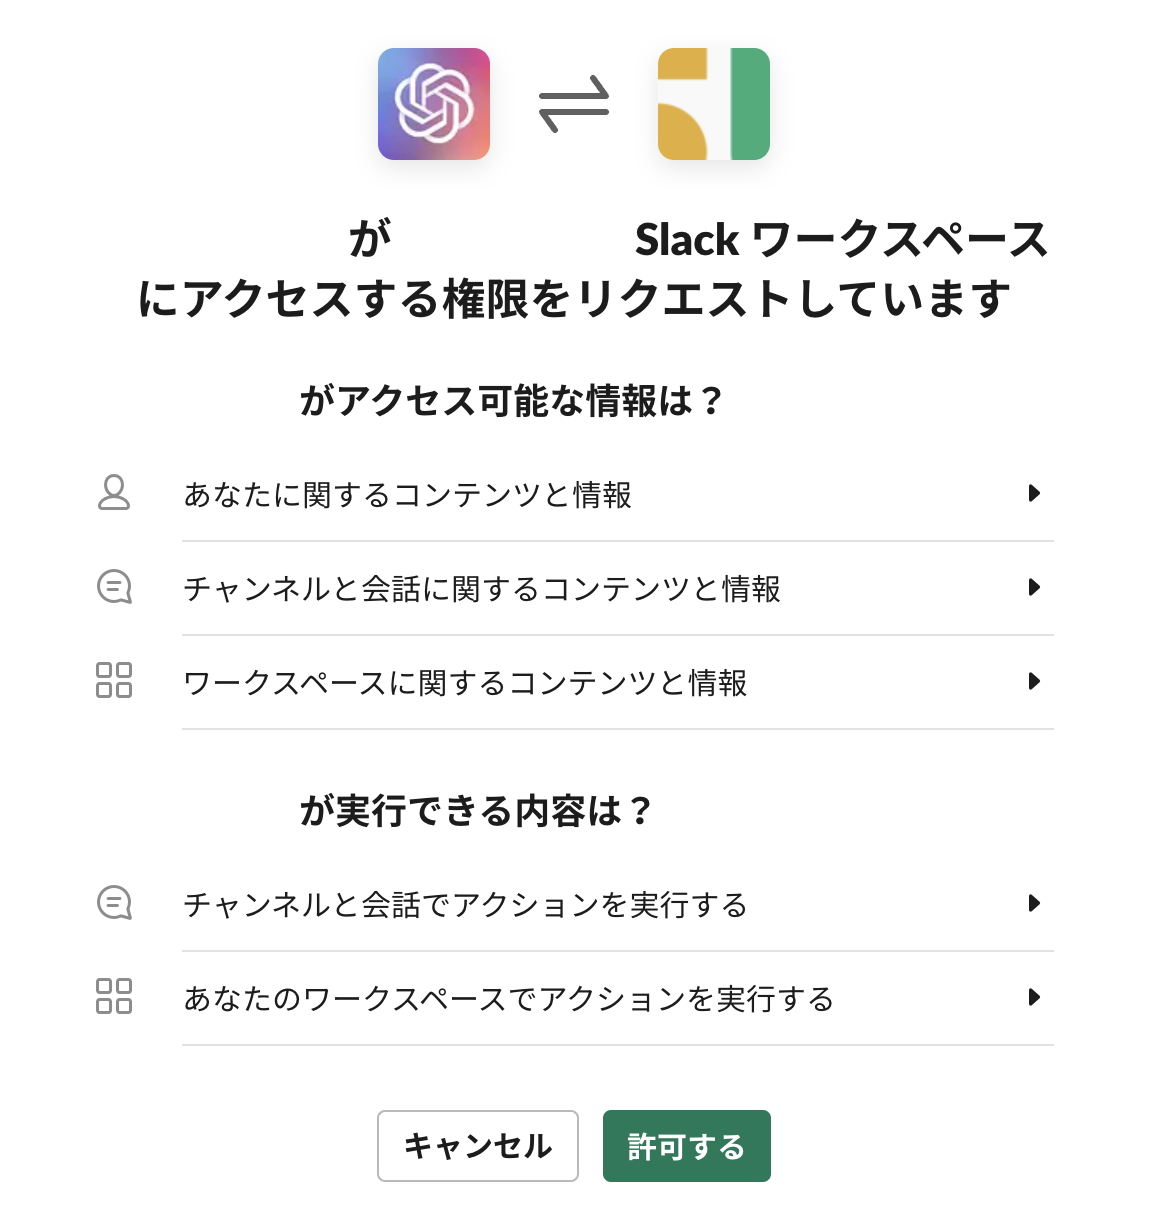 が Slack ワークスペース
にアクセスする権限をリクエストしています
がアクセス可能な情報は？
あなたに関するコンテンツと情報
チャンネルと会話に関するコンテンツと情報
ワークスペースに関するコンテンツと情報
が実行できる内容は？
チャンネルと会話でアクションを実行する
あなたのワークスペースでアクションを実行する
キャンセル
許可する